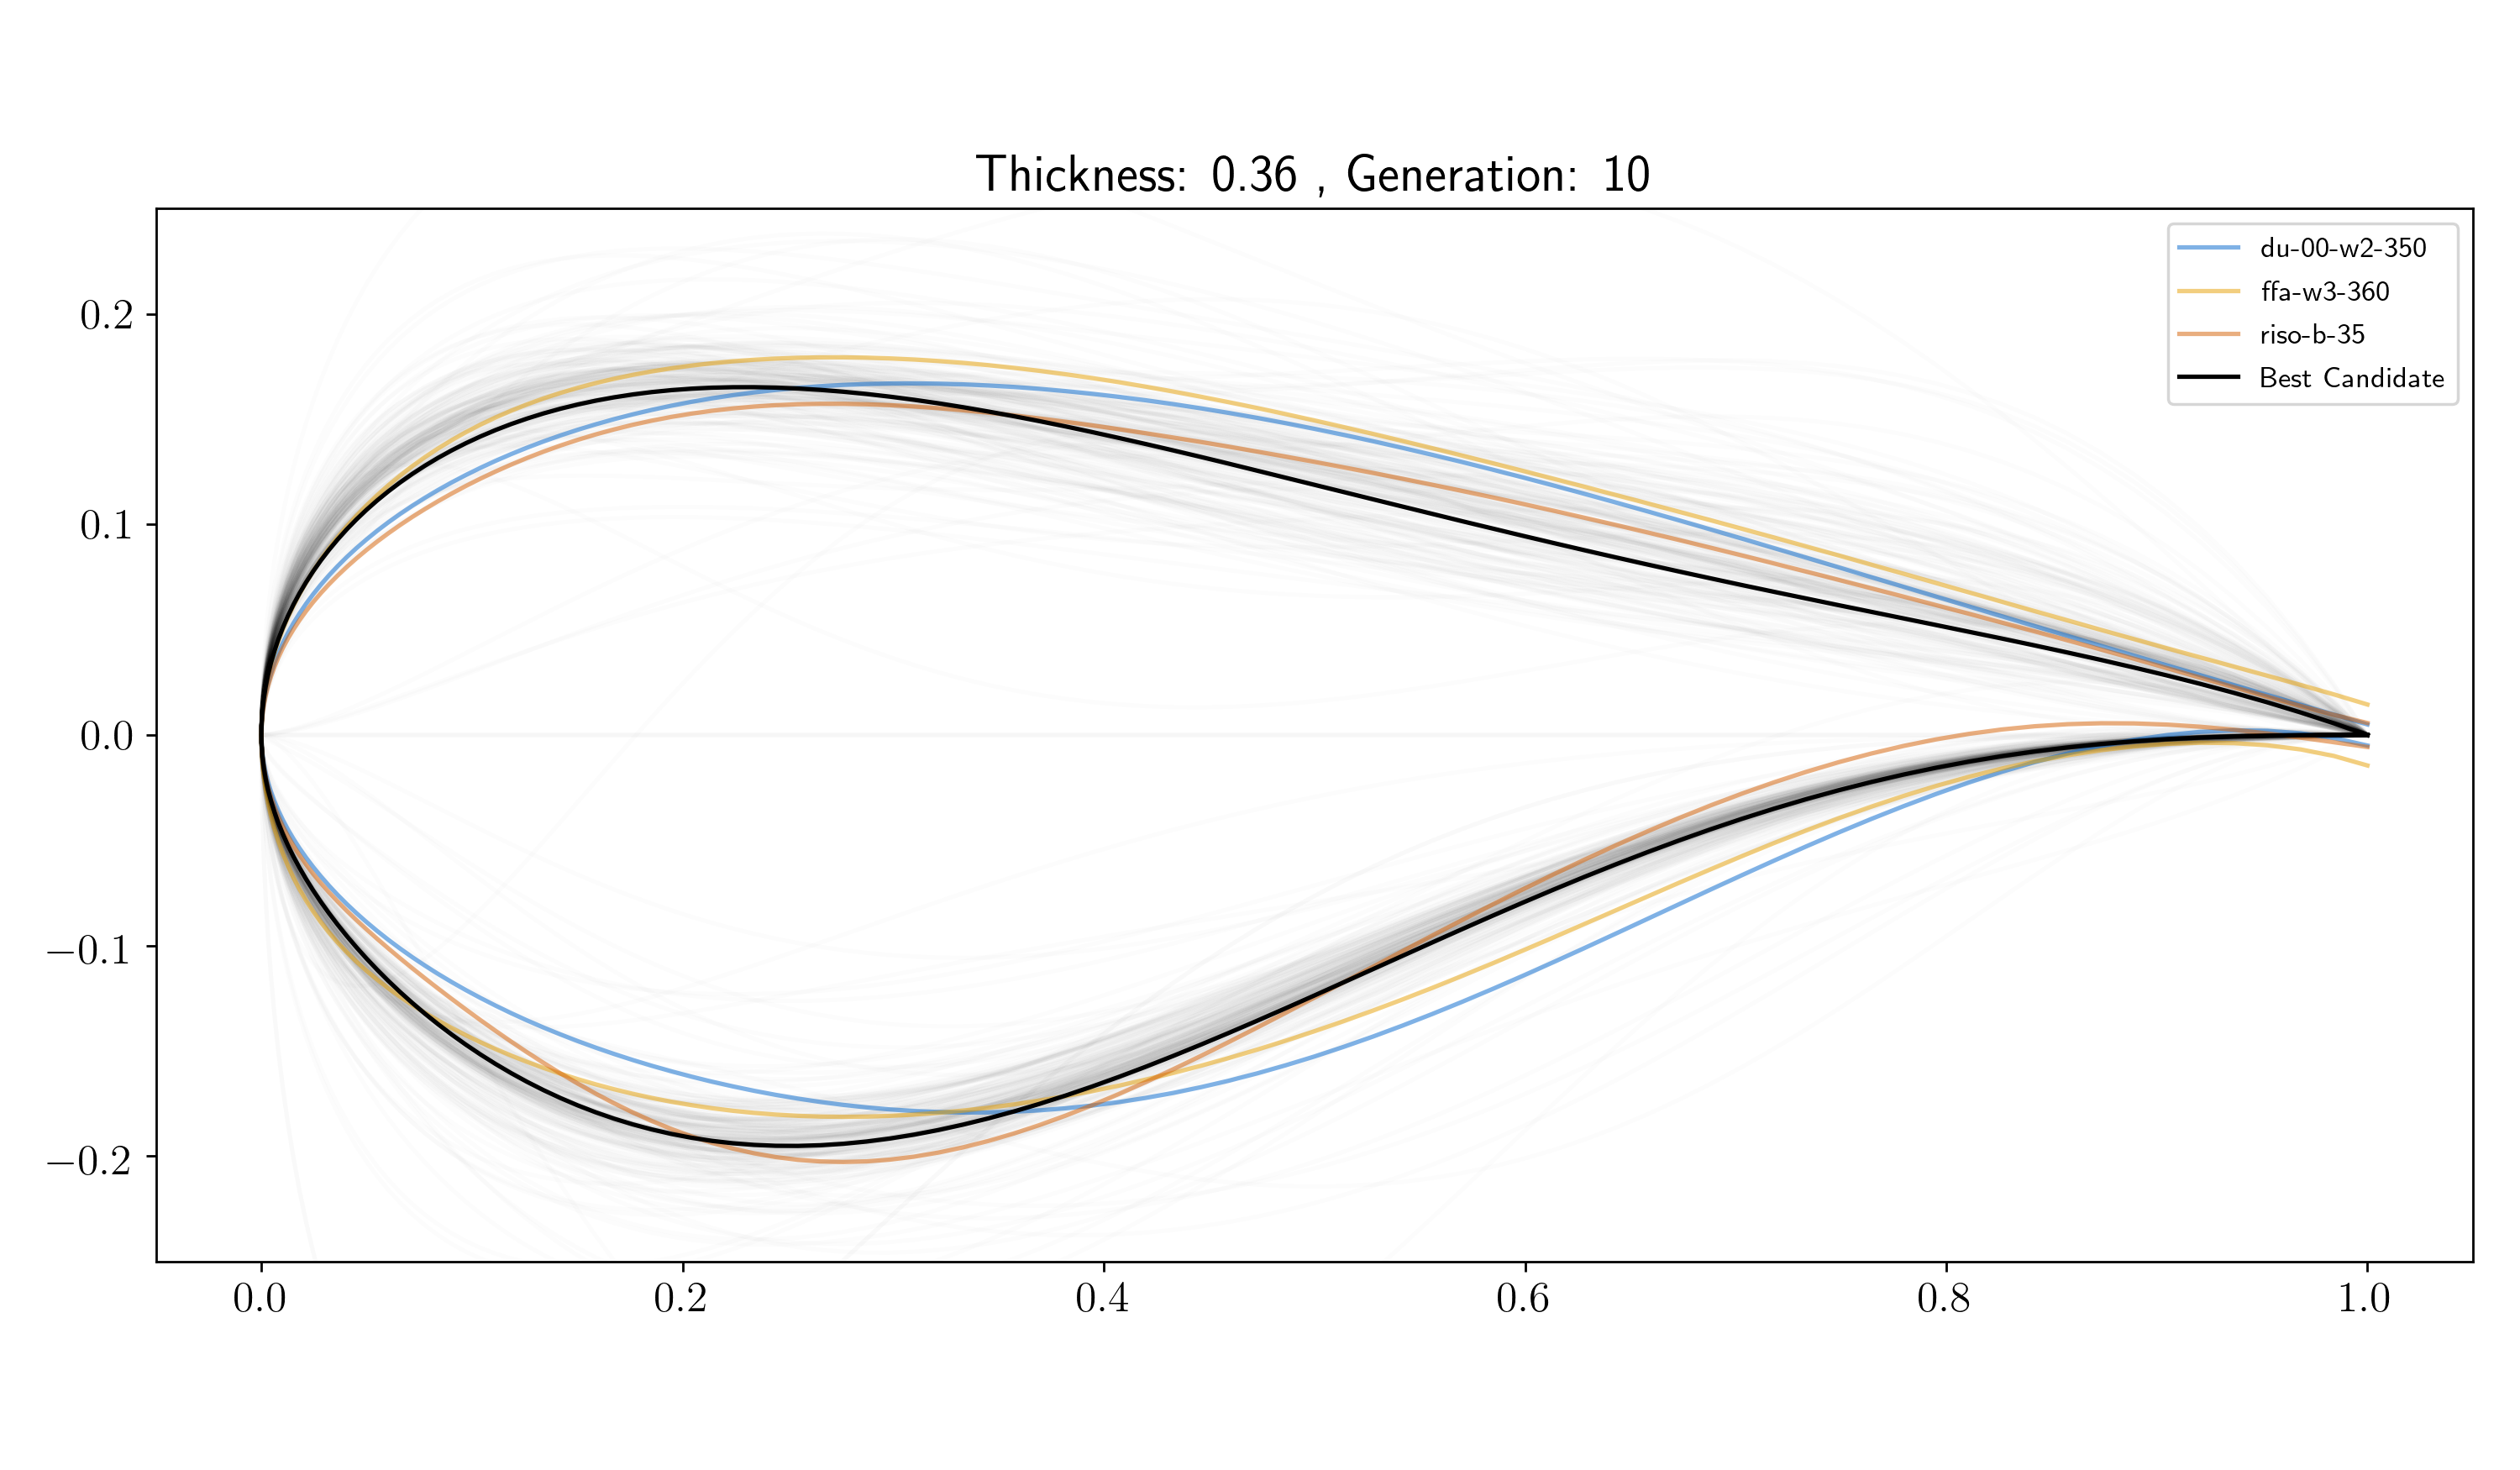 Thickness: 0.36 , Generation: 10
du-00-w2-350
ffa-w3-360
riso-b-35
Best Candidate
0.2
0.1
0.0
−0.1
−0.2
0.0 0.2 0.4 0.6 0.8 1.0